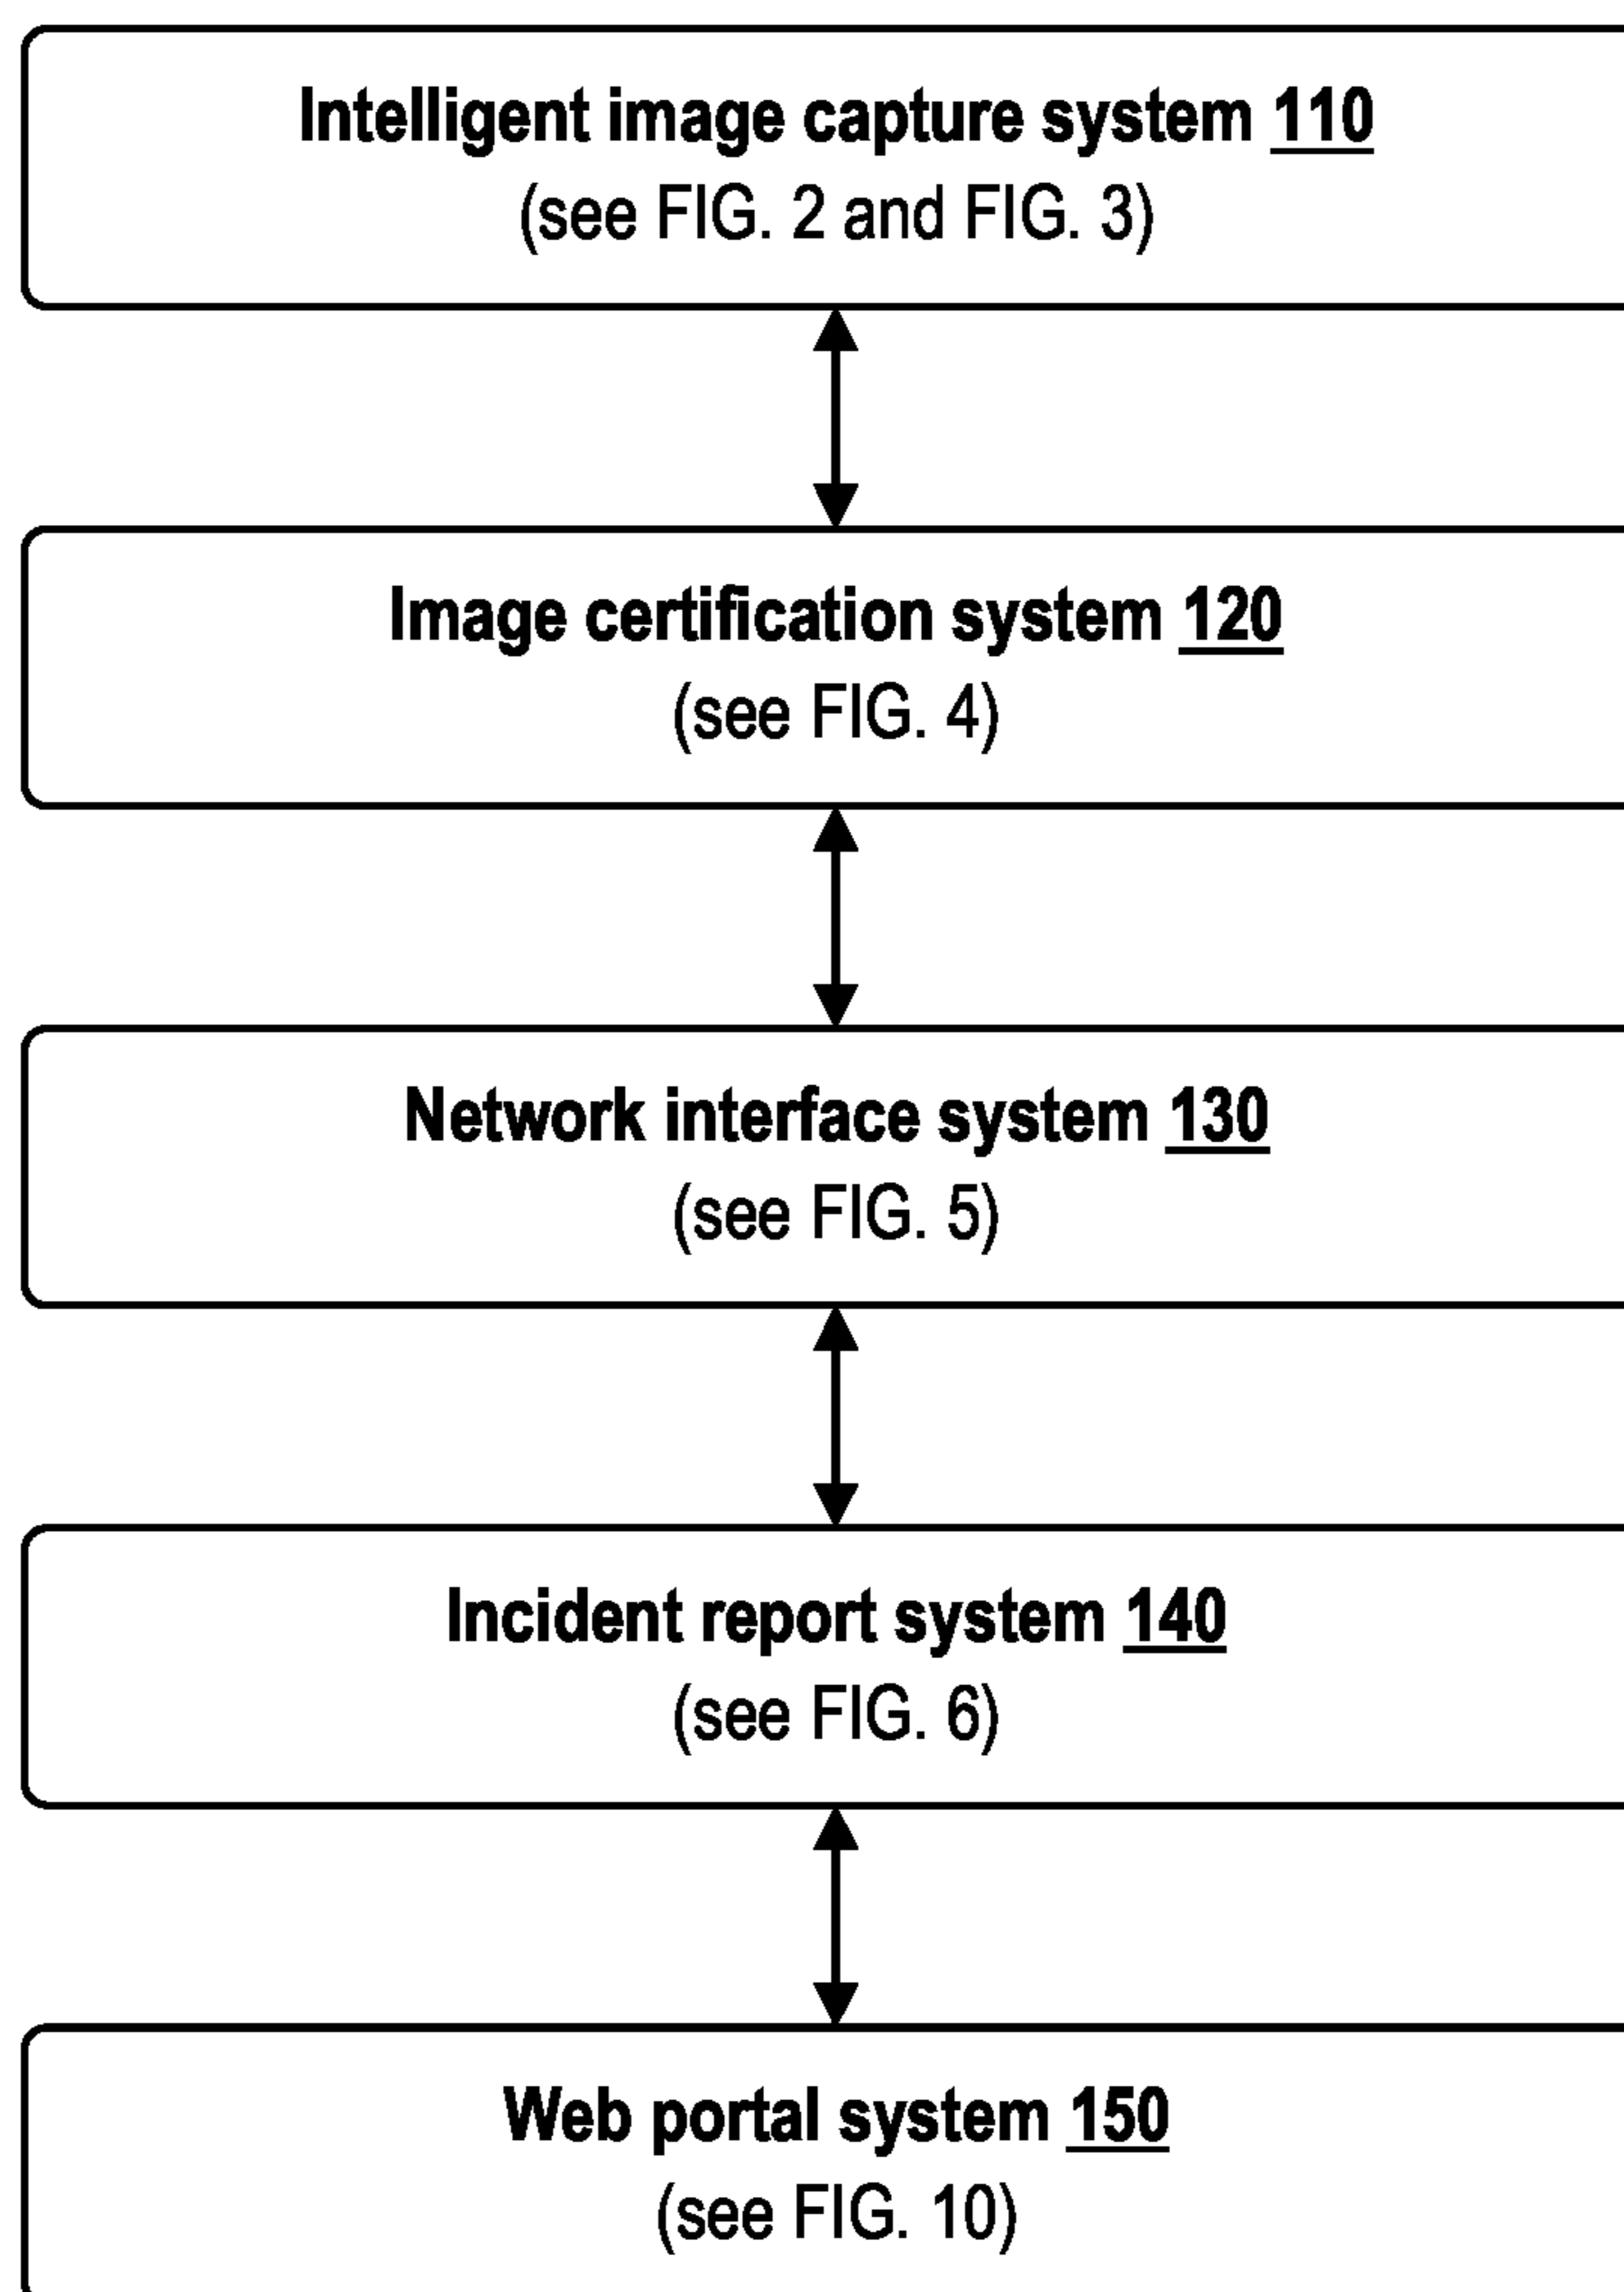 Intelligent image capture system 110
(see FIG. 2 and FIG. 3)
Image certification system 120
(see FIG. 4)
Network interface system 130
(see FIG. 5)
Incident report system 140
(see FIG. 6)
Web portal system 150
(see FIG. 10)